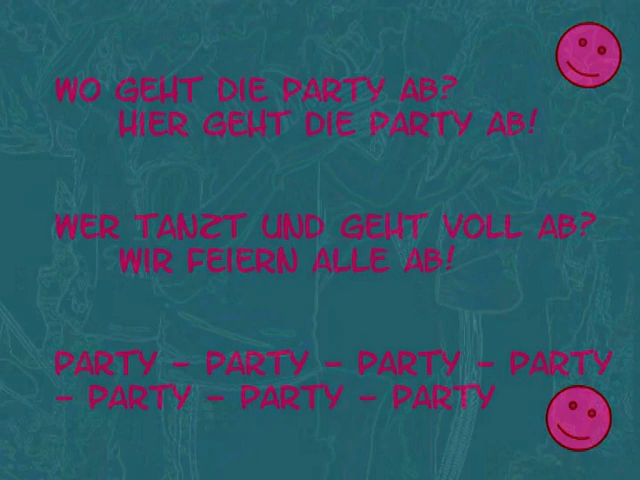 WO GEHT DIE PARTY AB?
HIER GEHT DIE PARTY AB!
WER TANZT UND GEHT VOLL AB?
WIR FEIERN ALLE AB!
PARTY - PARTY - PARTY - PARTY
- PARTY - PARTY - PARTY